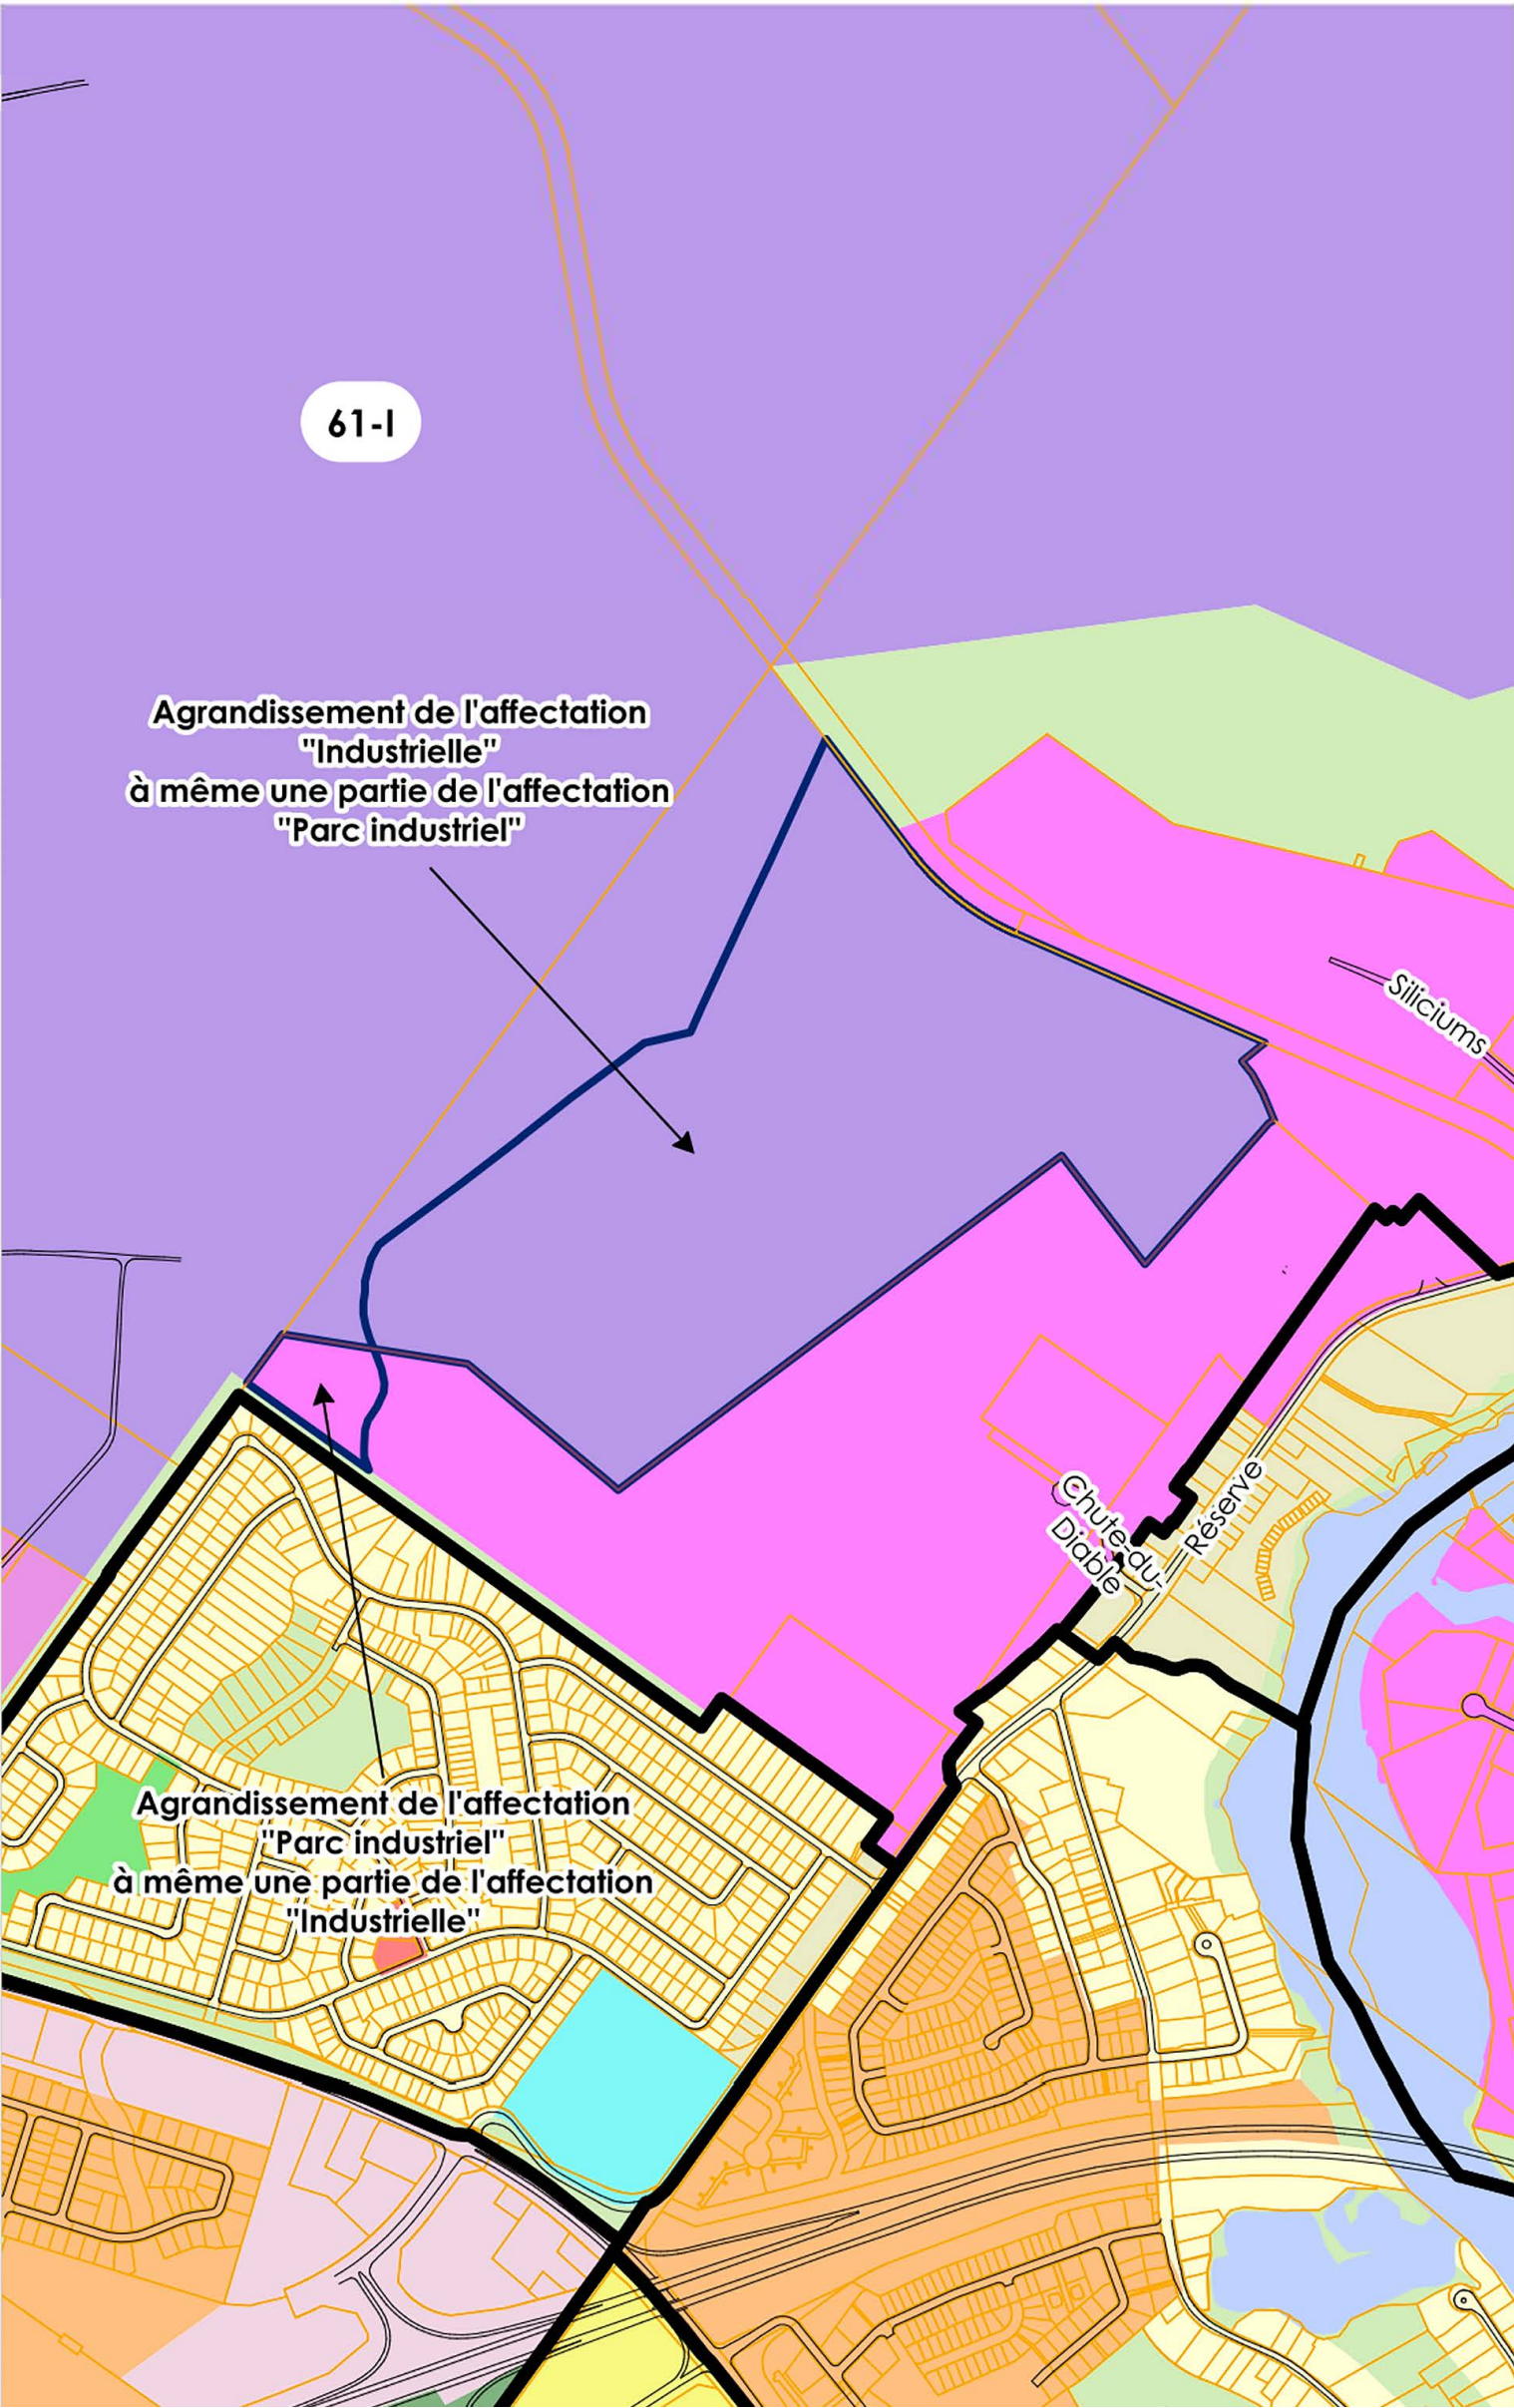 61-I
Agrandissement de l'affectation
"Industrielle"
à même une partie de l'affectation
"Parc industriel"
Siliciums
Chute-du-
Diable
Réserve
Agrandissement de l'affectation
"Parc industriel"
à même une partie de l'affectation
"Industrielle"